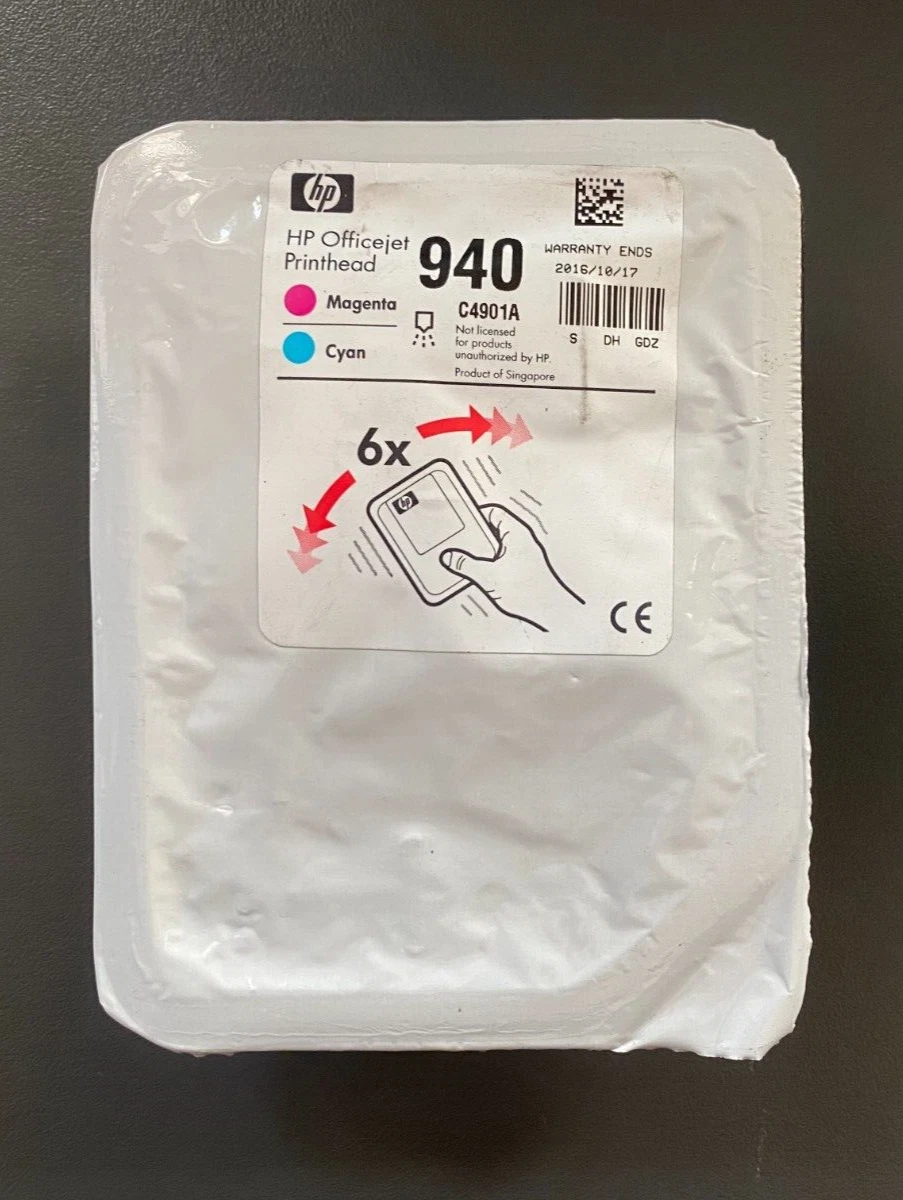 hp
HP Officejet
Printhead
940
WARRANTY ENDS
2016/10/17
Magenta
Cyan
C4901A
Not licensed
for products
unauthorized by HP.
Product of Singapore
S DH GDZ
6x
hp
CE